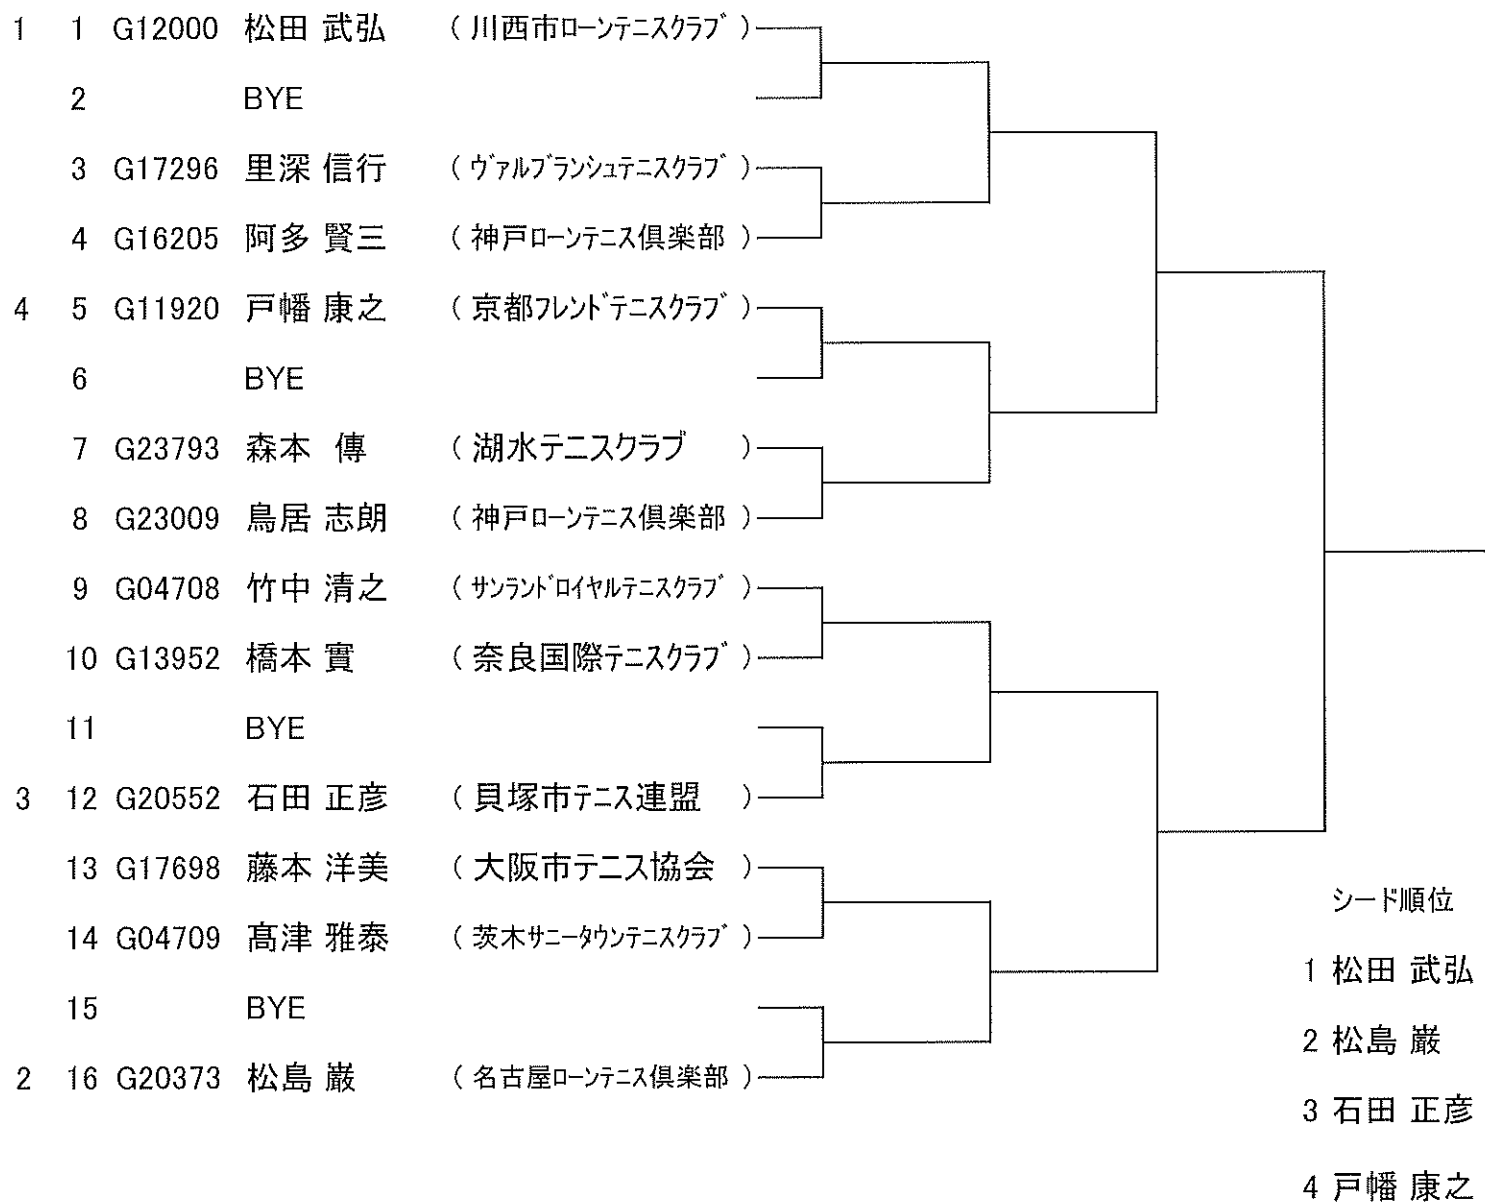 1 1 G12000 松田 武弘 ( 川西市ローンテニスクラブ )
2 BYE
3 G17296 里深 信行 ( ヴァルブランシュテニスクラブ )
4 G16205 阿多 賢三 ( 神戸ローンテニス倶楽部 )
4 5 G11920 戸幡 康之 ( 京都フレンドテニスクラブ )
6 BYE
7 G23793 森本 傳 ( 湖水テニスクラブ )
8 G23009 鳥居 志朗 ( 神戸ローンテニス倶楽部 )
9 G04708 竹中 清之 ( サンランドロイヤルテニスクラブ )
10 G13952 橋本 實 ( 奈良国際テニスクラブ )
11 BYE
3 12 G20552 石田 正彦 ( 貝塚市テニス連盟 )
13 G17698 藤本 洋美 ( 大阪市テニス協会 )
14 G04709 髙津 雅泰 ( 茨木サニータウンテニスクラブ )
15 BYE
2 16 G20373 松島 巌 ( 名古屋ローンテニス倶楽部 )
シード順位
1 松田 武弘
2 松島 巌
3 石田 正彦
4 戸幡 康之